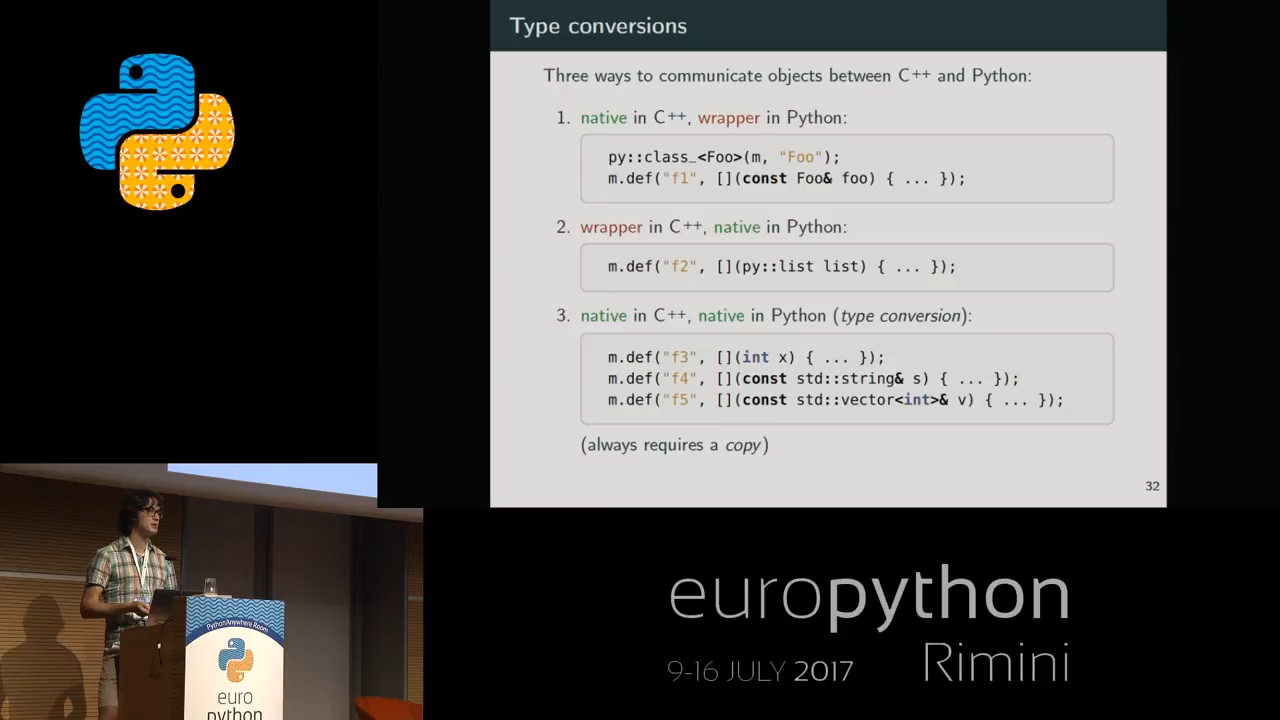 Type conversions
Three ways to communicate objects between C++ and Python:
1. native in C++, wrapper in Python:
py::class_<Foo>(m, "Foo");
m.def("f1", [](const Foo& foo) { ... });
2. wrapper in C++, native in Python:
m.def("f2", [](py::list list) { ... });
3. native in C++, native in Python (type conversion):
m.def("f3", [](int x) { ... });
m.def("f4", [](const std::string& s) { ... });
m.def("f5", [](const std::vector<int>& v) { ... });
(always requires a copy)
32
PythonAnywhere Room
euro
python
europython
9-16 JULY 2017
Rimini